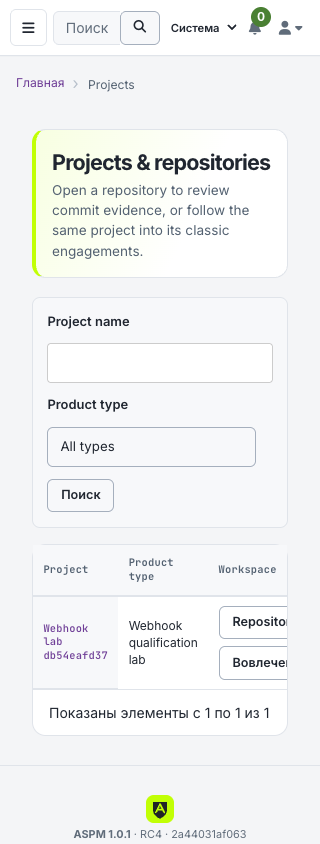 Поиск
Система
0
Главная
Projects
Projects & repositories
Open a repository to review
commit evidence, or follow the
same project into its classic
engagements.
Project name
Product type
All types
Поиск
Project
Product
type
Workspace
Webhook
lab
db54eafd37
Webhook
qualification
lab
Показаны элементы с 1 по 1 из 1
ASPM 1.0.1 · RC4 · 2a44031af063